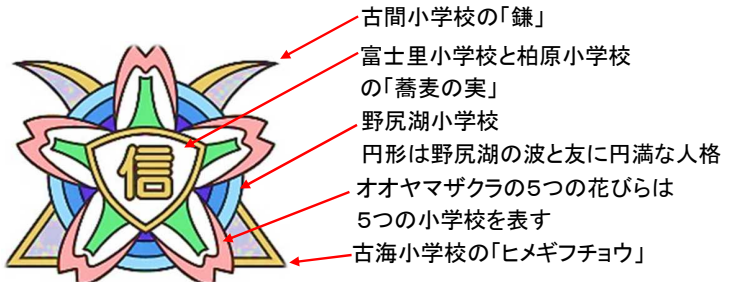 古間小学校の「鎌」
富士里小学校と柏原小学校
の「蕎麦の実」
野尻湖小学校
円形は野尻湖の波と友に円満な人格
オオヤマザクラの５つの花びらは
５つの小学校を表す
古海小学校の「ヒメギフチョウ」
信